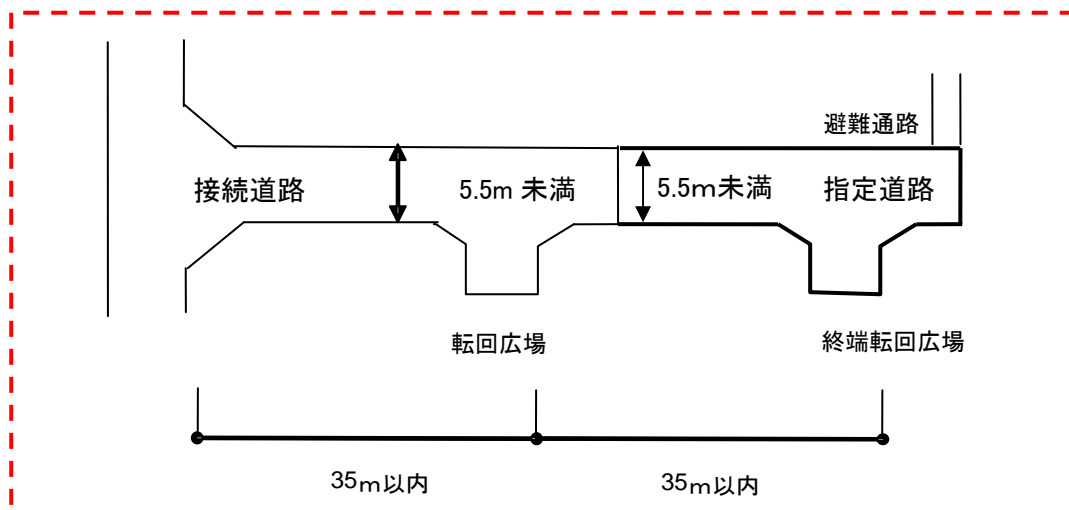 避難通路
接続道路
5.5m 未満
5.5m未満
指定道路
転回広場
終端転回広場
35m以内
35m以内